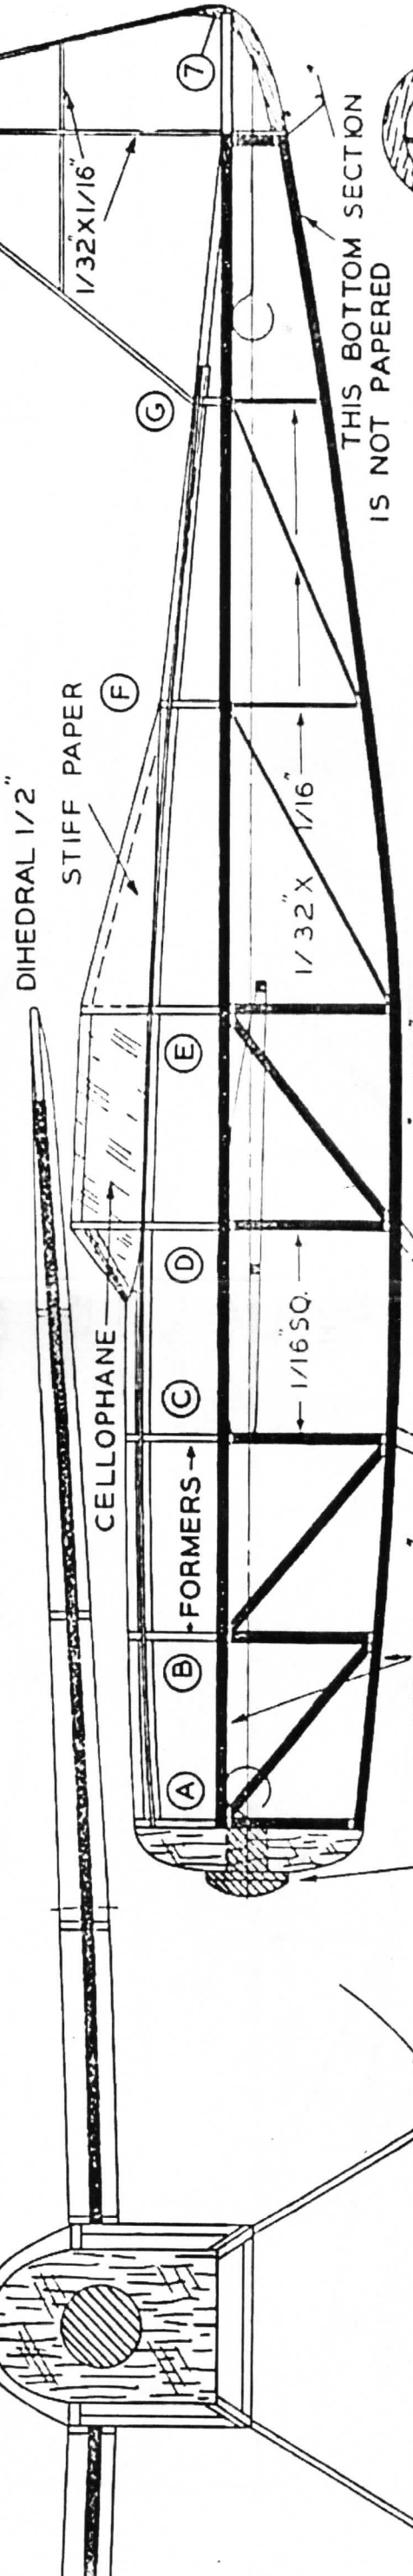 DIHEDRAL 1/2"
STIFF PAPER
CELLOPHANE
FORMERS
A
B
C
D
E
F
G
7
1/32"X1/16"
1/16"SQ.
1/32"X 1/16"
THIS BOTTOM SECTION
IS NOT PAPERED